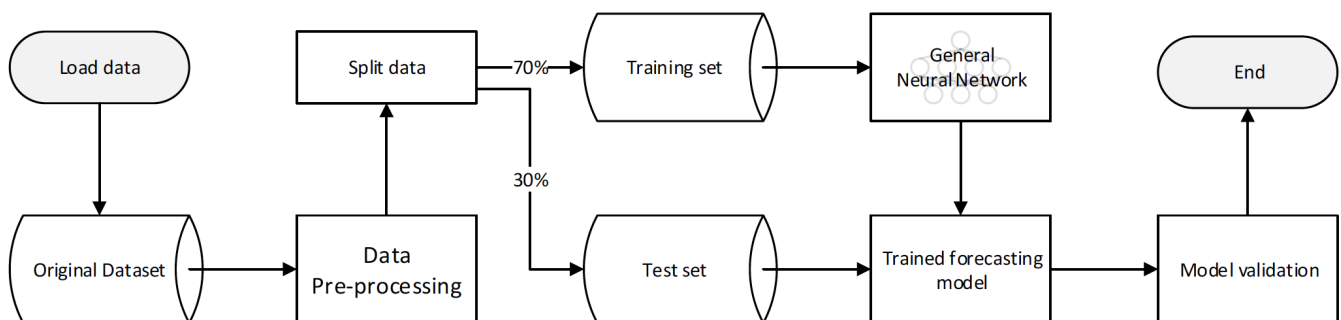 Load data
Split data
70%
Training set
General
Neural Network
End
30%
Original Dataset
Data
Pre-processing
Test set
Trained forecasting
model
Model validation